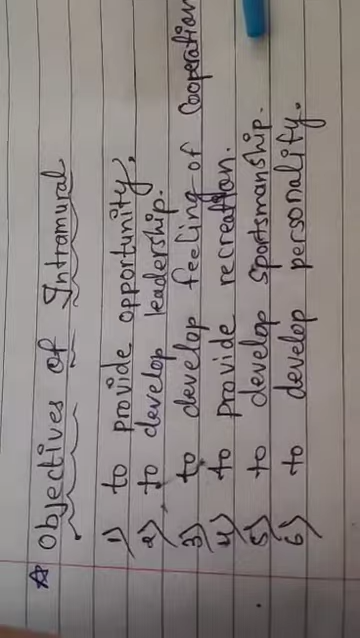 Objectives of Intramural
1) to provide opportunity,
2) to develop leadership.
3) to develop feeling of Cooperation
4) to provide recreation.
5) to develop sportsmanship.
6) to develop personality.